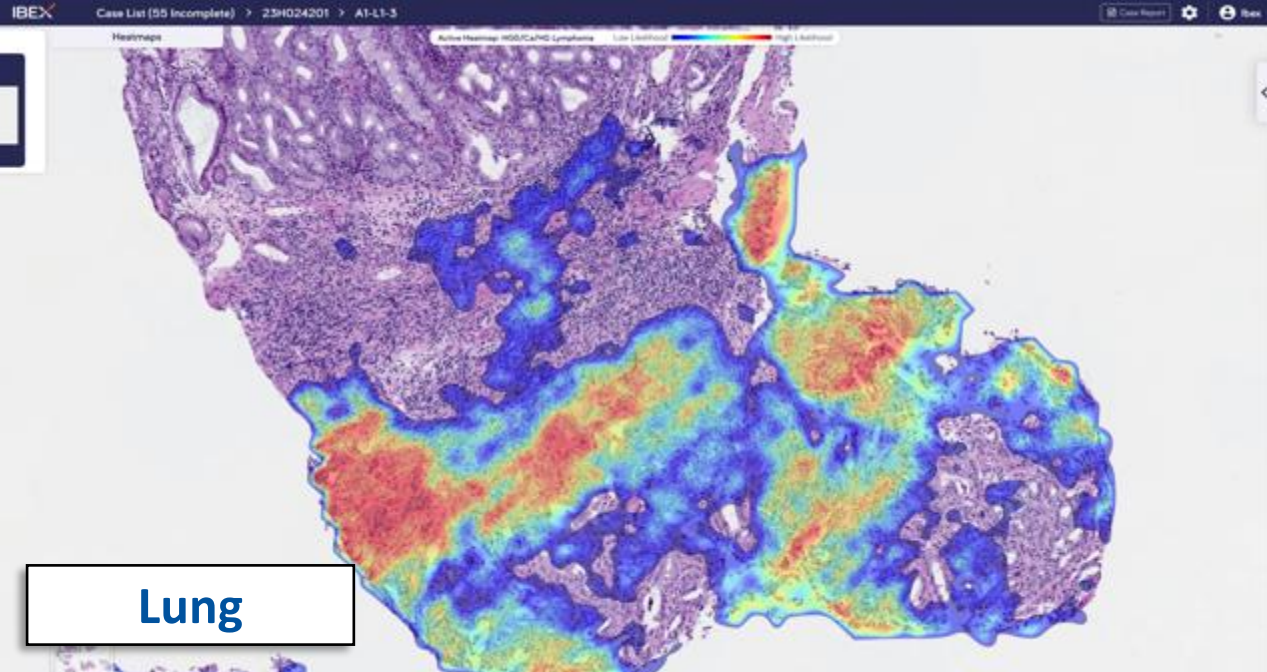 IBEX Case List (55 Incomplete) > 23H024201 > A1-L1-3 Case Report Ibex
Heatmaps Active Heatmap: HGD/Ca/HG Lymphoma Low Likelihood High Likelihood
Lung